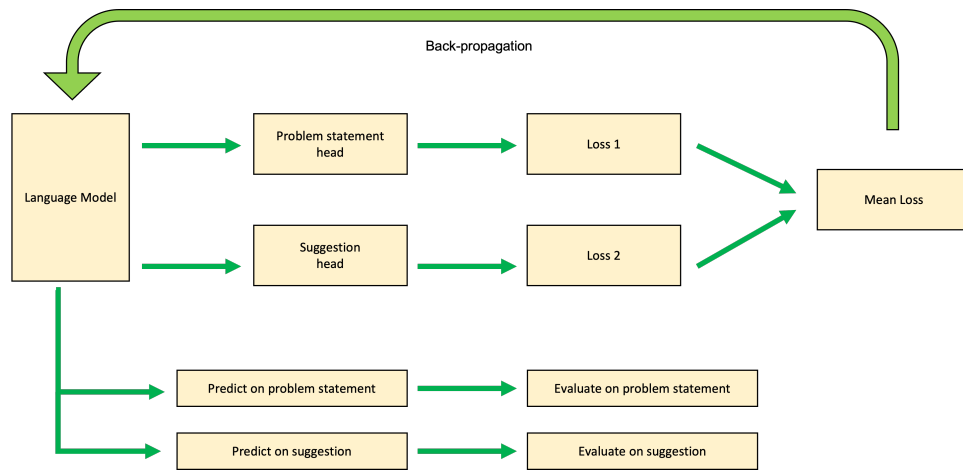 Back-propagation
Language Model
Problem statement
head
Loss 1
Mean Loss
Suggestion
head
Loss 2
Predict on problem statement
Evaluate on problem statement
Predict on suggestion
Evaluate on suggestion